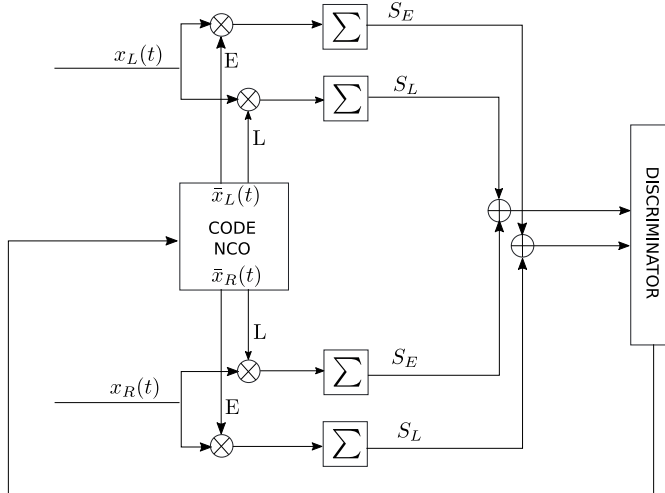 S_E
x_L(t)
E
∑
S_L
∑
L
x̄_L(t)
CODE
NCO
x̄_R(t)
DISCRIMINATOR
L
S_E
∑
x_R(t)
E
S_L
∑